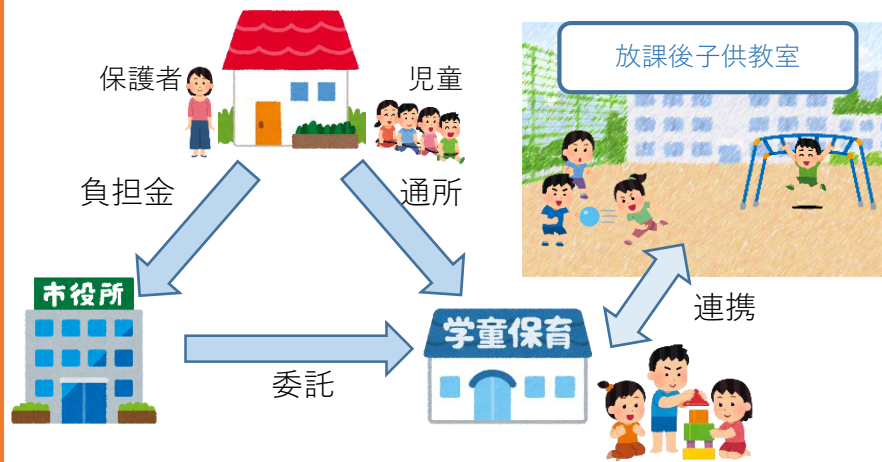 放課後子供教室
保護者
児童
負担金
通所
市役所
学童保育
連携
委託